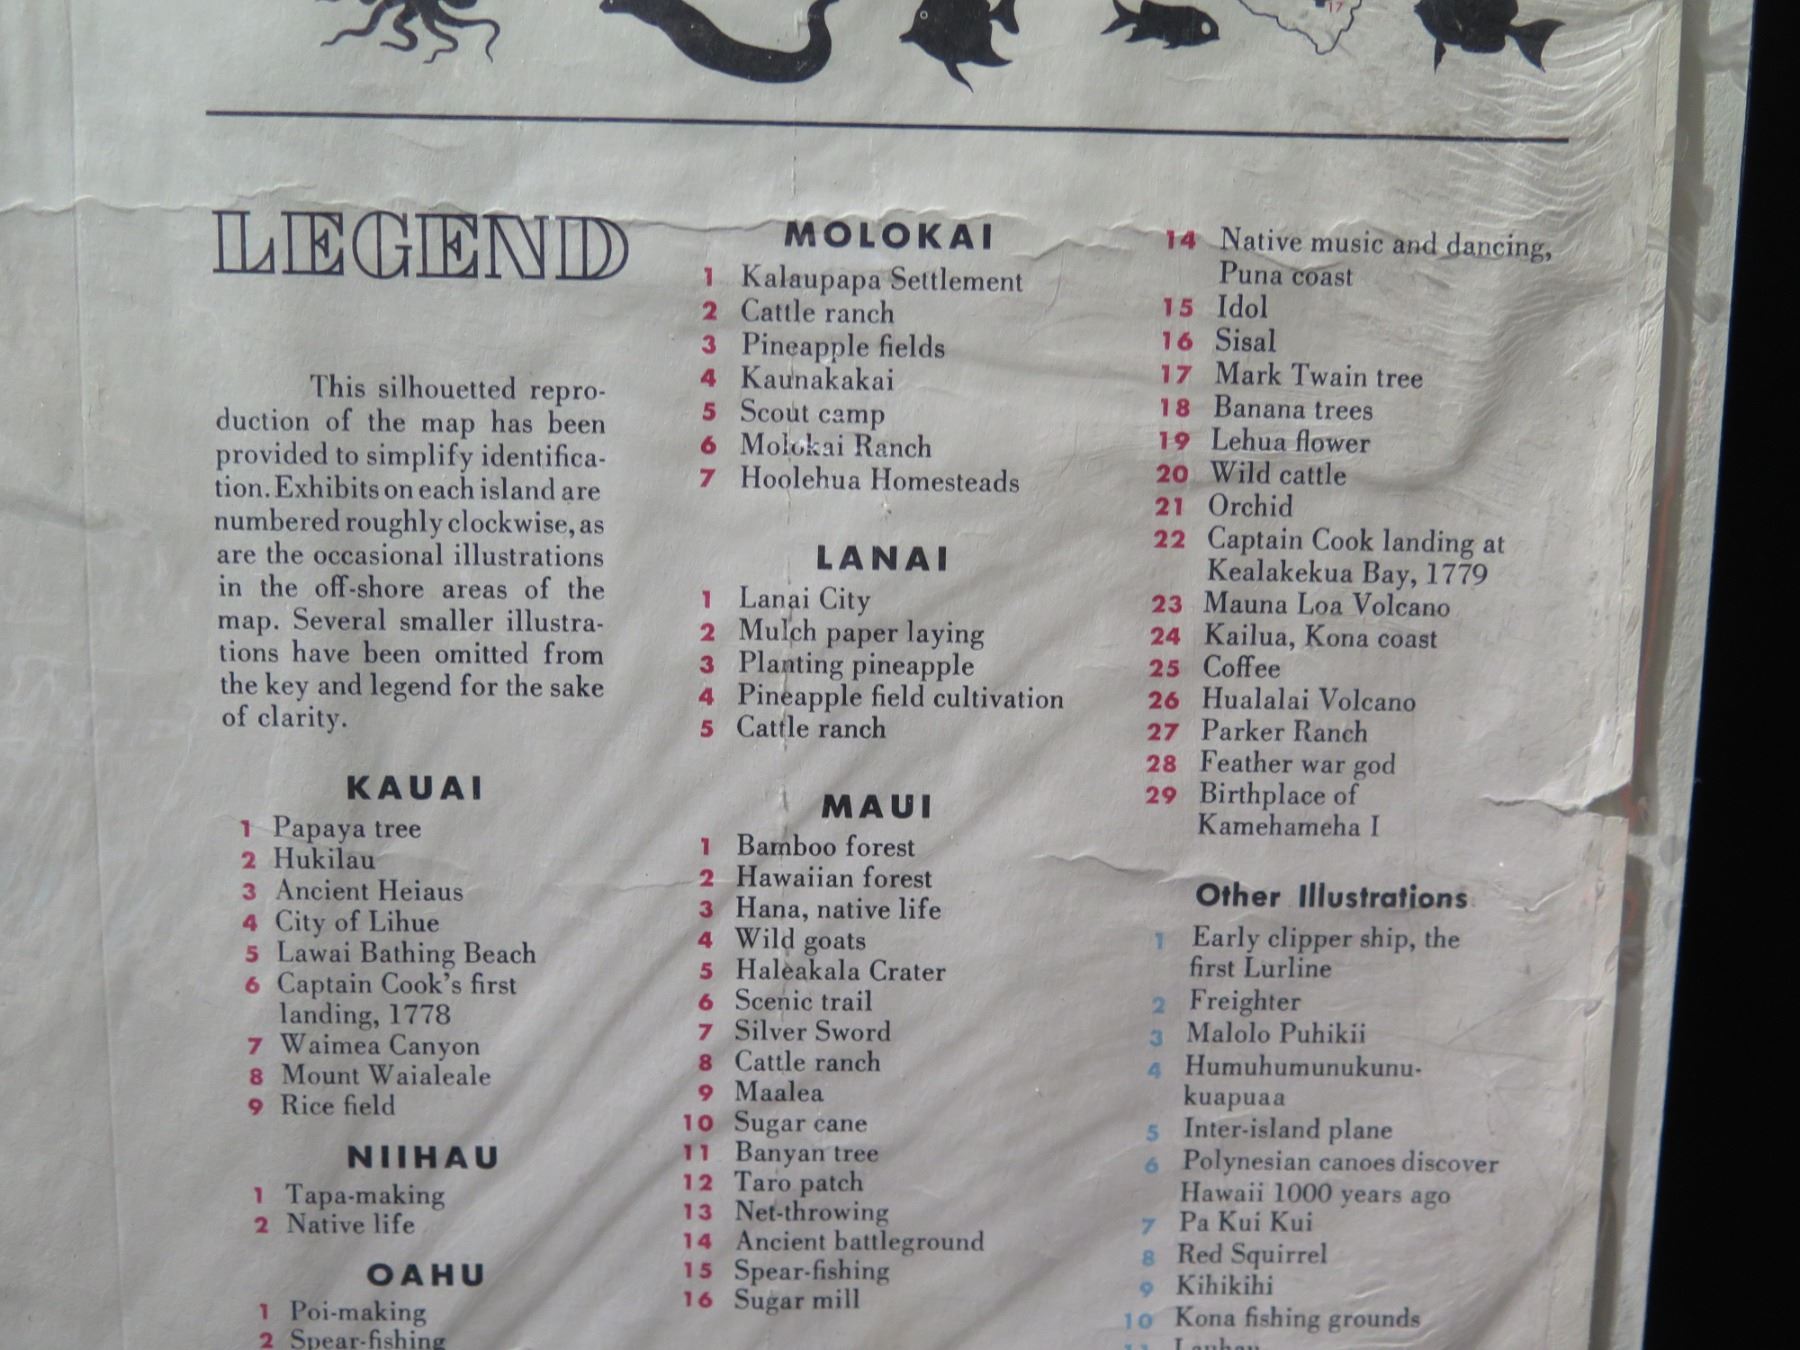 17
LEGEND
This silhouetted repro-
duction of the map has been
provided to simplify identifica-
tion. Exhibits on each island are
numbered roughly clockwise, as
are the occasional illustrations
in the off-shore areas of the
map. Several smaller illustra-
tions have been omitted from
the key and legend for the sake
of clarity.
KAUAI
1 Papaya tree
2 Hukilau
3 Ancient Heiaus
4 City of Lihue
5 Lawai Bathing Beach
6 Captain Cook's first
landing, 1778
7 Waimea Canyon
8 Mount Waialeale
9 Rice field
NIIHAU
1 Tapa-making
2 Native life
OAHU
1 Poi-making
2 Spear-fishing
MOLOKAI
1 Kalaupapa Settlement
2 Cattle ranch
3 Pineapple fields
4 Kaunakakai
5 Scout camp
6 Molokai Ranch
7 Hoolehua Homesteads
LANAI
1 Lanai City
2 Mulch paper laying
3 Planting pineapple
4 Pineapple field cultivation
5 Cattle ranch
MAUI
1 Bamboo forest
2 Hawaiian forest
3 Hana, native life
4 Wild goats
5 Haleakala Crater
6 Scenic trail
7 Silver Sword
8 Cattle ranch
9 Maalea
10 Sugar cane
11 Banyan tree
12 Taro patch
13 Net-throwing
14 Ancient battleground
15 Spear-fishing
16 Sugar mill
14 Native music and dancing,
Puna coast
15 Idol
16 Sisal
17 Mark Twain tree
18 Banana trees
19 Lehua flower
20 Wild cattle
21 Orchid
22 Captain Cook landing at
Kealakekua Bay, 1779
23 Mauna Loa Volcano
24 Kailua, Kona coast
25 Coffee
26 Hualalai Volcano
27 Parker Ranch
28 Feather war god
29 Birthplace of
Kamehameha I
Other Illustrations
1 Early clipper ship, the
first Lurline
2 Freighter
3 Malolo Puhikii
4 Humuhumunukunu-
kuapuaa
5 Inter-island plane
6 Polynesian canoes discover
Hawaii 1000 years ago
7 Pa Kui Kui
8 Red Squirrel
9 Kihikihi
10 Kona fishing grounds
11